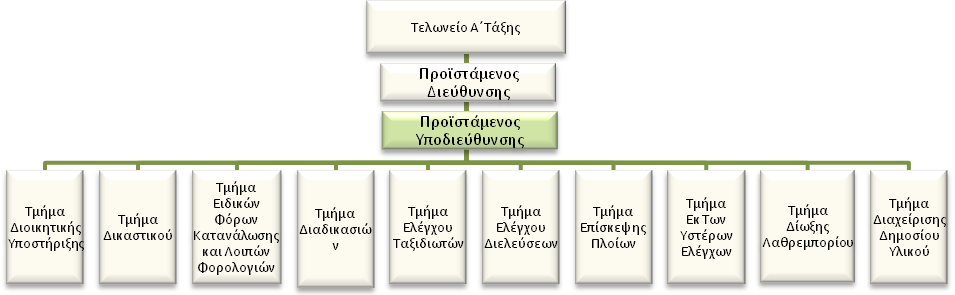 Τελωνείο Α΄Τάξης
Προϊστάμενος
Διεύθυνσης
Προϊστάμενος
Υποδιεύθυνσης
Τμήμα
Διοικητικής
Υποστήριξης
Τμήμα
Δικαστικού
Τμήμα
Ειδικών
Φόρων
Κατανάλωσης
και Λοιπών
Φορολογιών
Τμήμα
Διαδικασιώ
ν
Τμήμα
Ελέγχου
Ταξιδιωτών
Τμήμα
Ελέγχου
Διελεύσεων
Τμήμα
Επίσκεψης
Πλοίων
Τμήμα
Εκ Των
Υστέρων
Ελέγχων
Τμήμα
Δίωξης
Λαθρεμπορίου
Τμήμα
Διαχείρισης
Δημοσίου
Υλικού